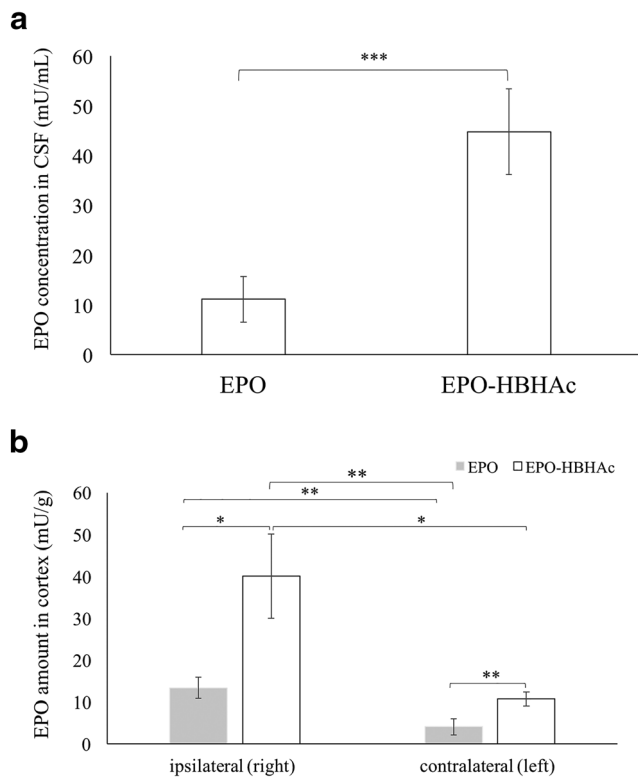 a
EPO concentration in CSF (mU/mL)
60
50
40
30
20
10
0
***
EPO
EPO-HBHAc
b
EPO
EPO-HBHAc
EPO amount in cortex (mU/g)
60
50
40
30
20
10
0
**
**
*
*
**
ipsilateral (right)
contralateral (left)